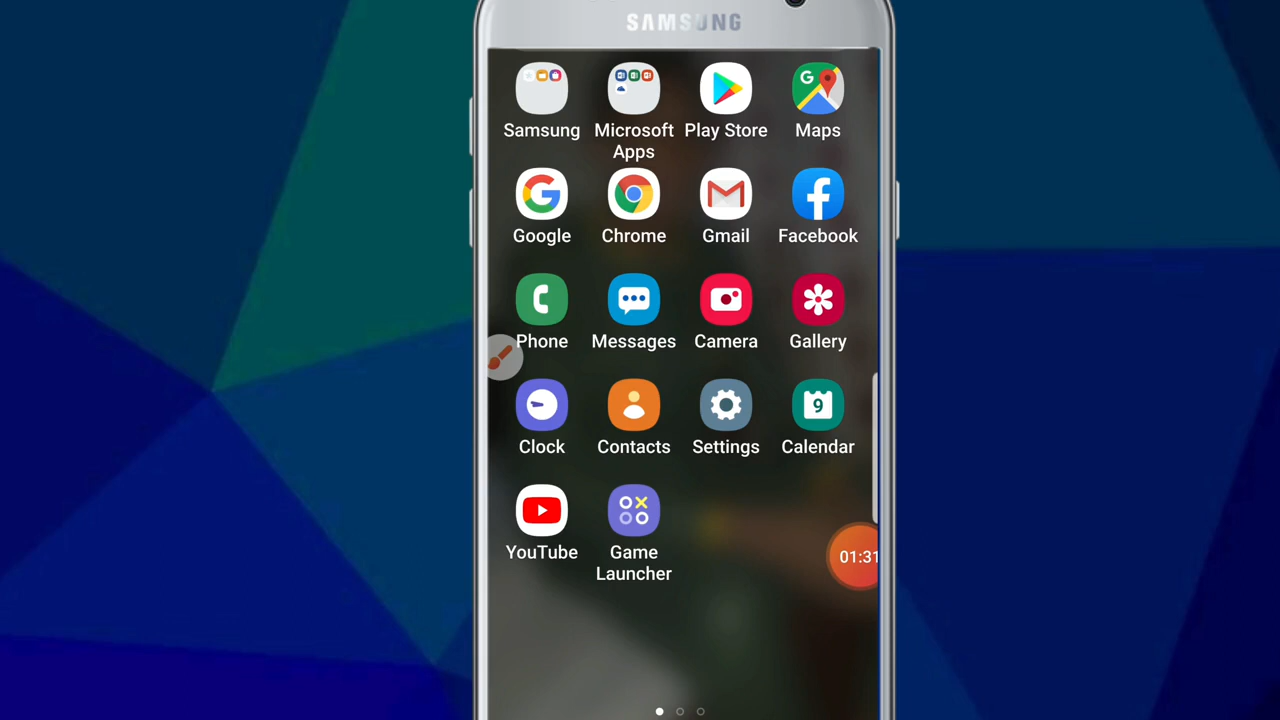 SAMSUNG
Samsung
Microsoft Apps
Play Store
Maps
Google
Chrome
Gmail
Facebook
Phone
Messages
Camera
Gallery
Clock
Contacts
Settings
9
Calendar
YouTube
Game Launcher
01:31